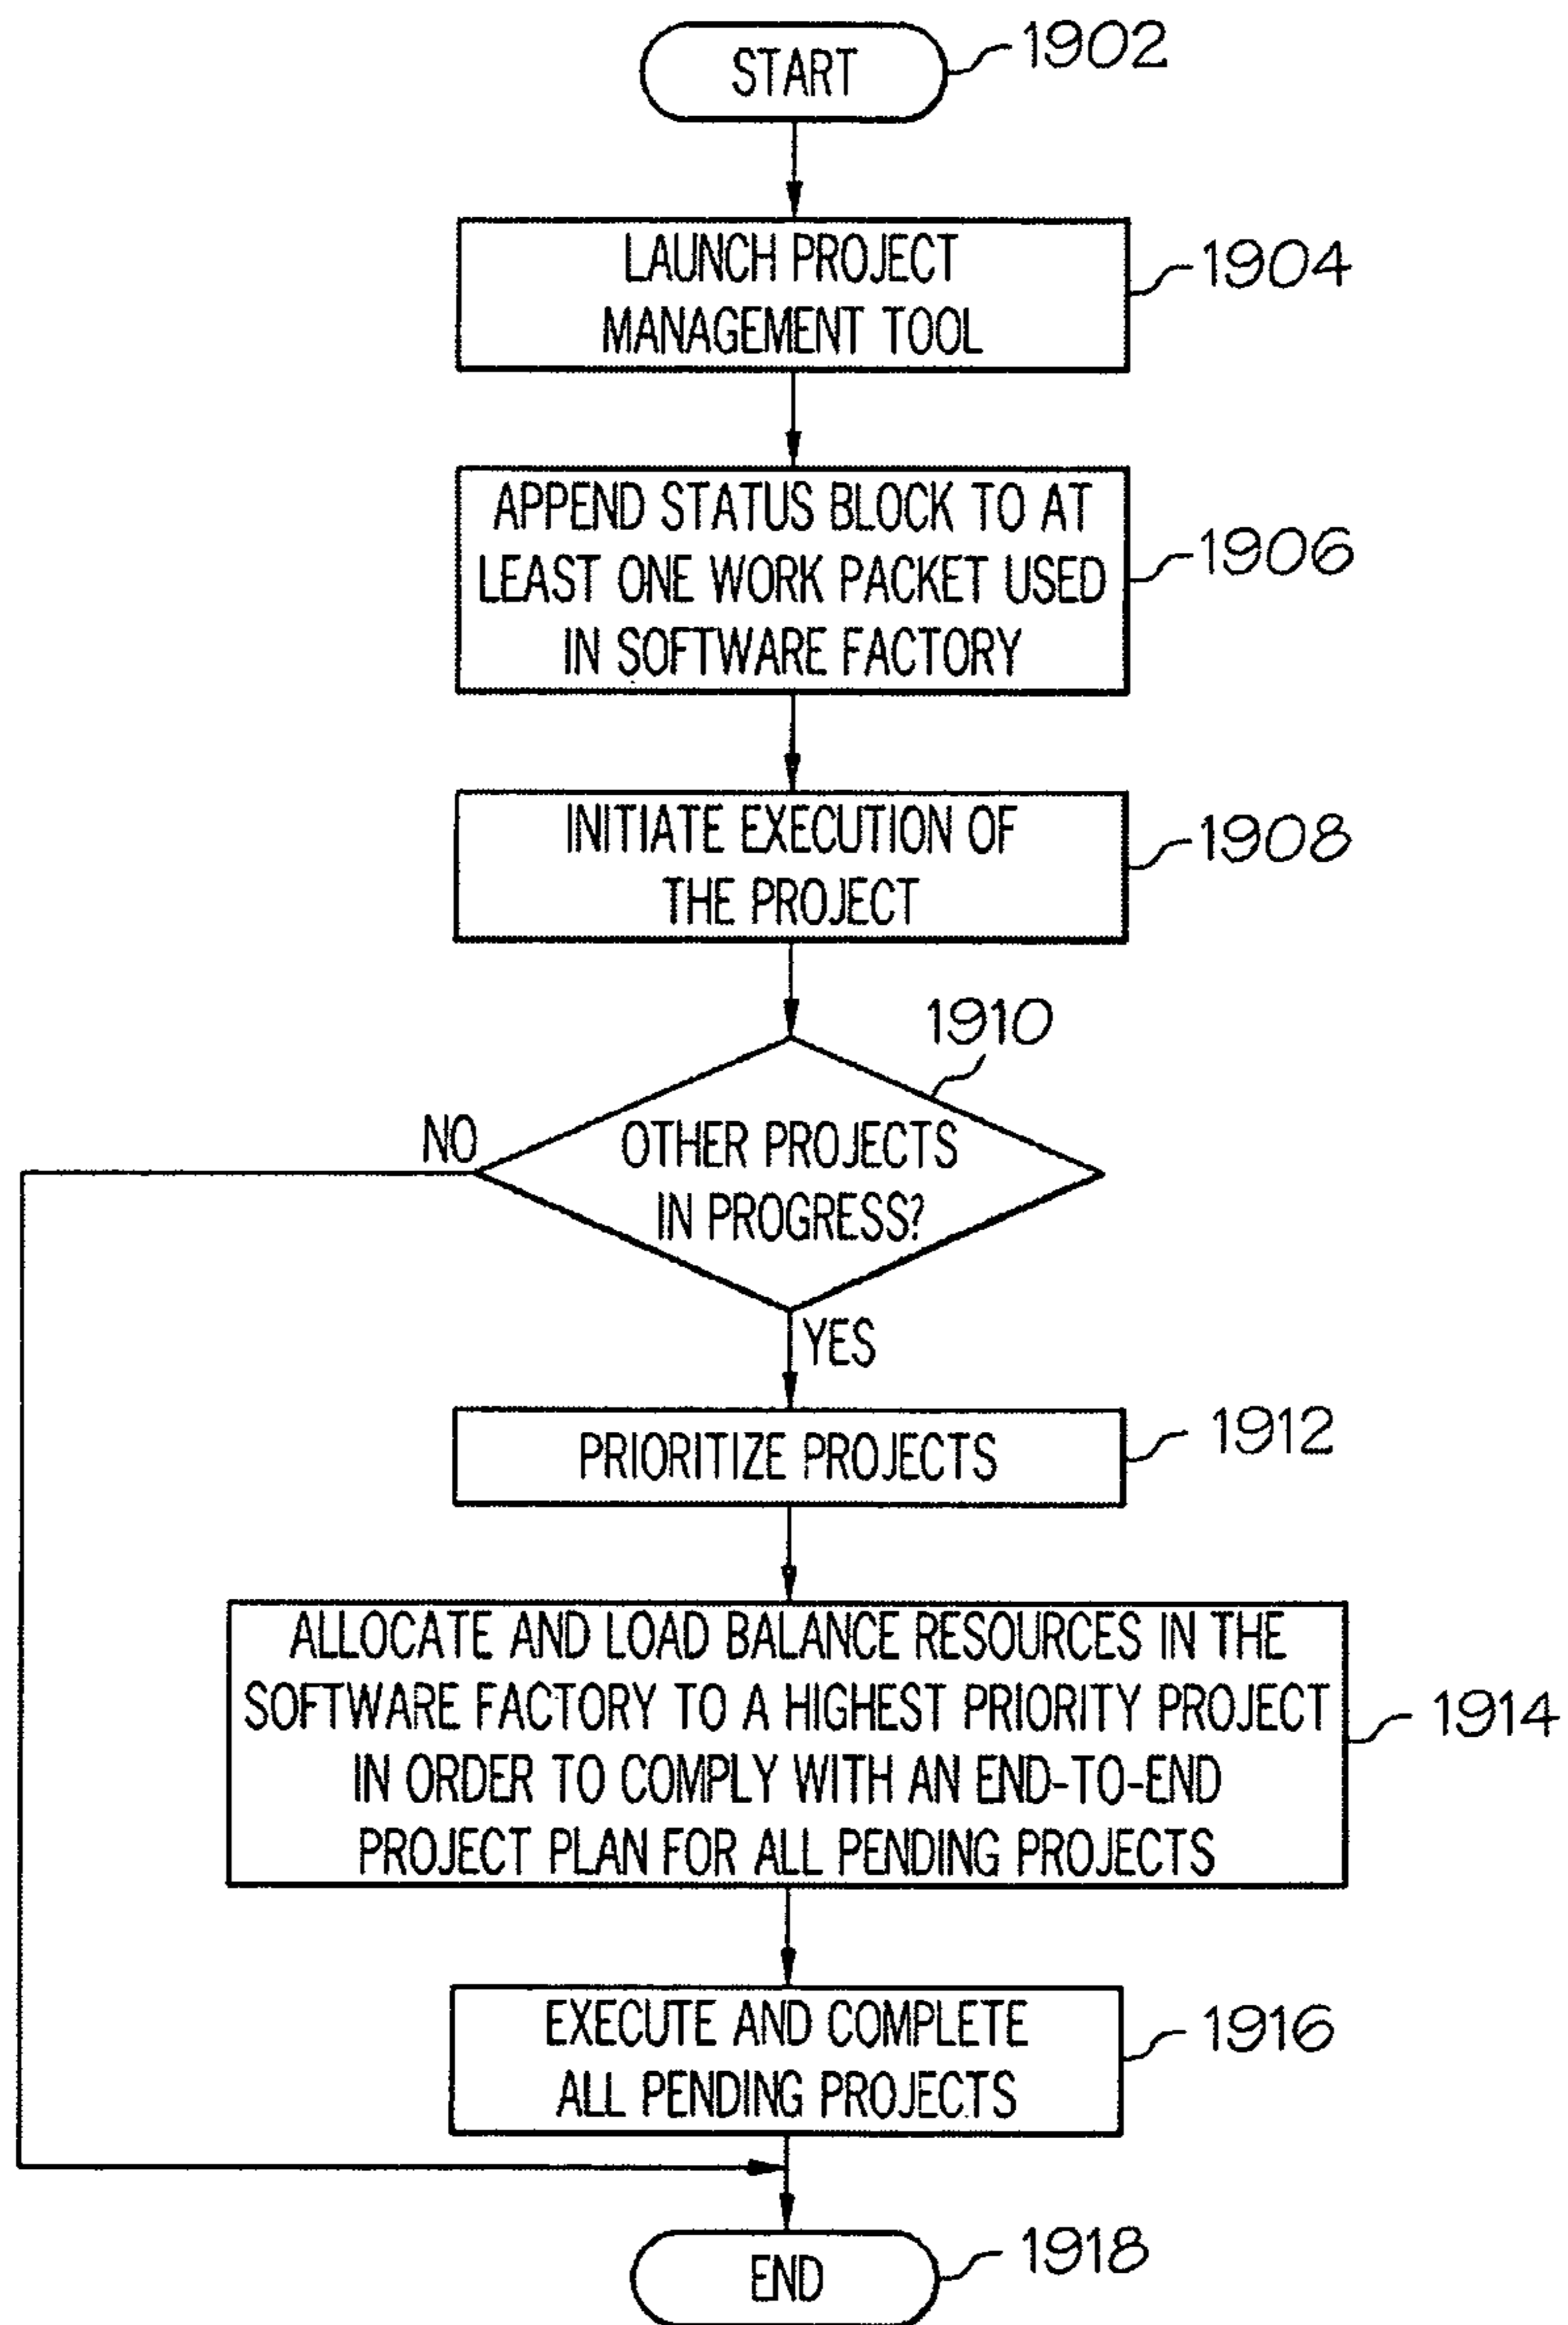 START
1902
LAUNCH PROJECT
MANAGEMENT TOOL
1904
APPEND STATUS BLOCK TO AT
LEAST ONE WORK PACKET USED
IN SOFTWARE FACTORY
1906
INITIATE EXECUTION OF
THE PROJECT
1908
1910
NO
OTHER PROJECTS
IN PROGRESS?
YES
PRIORITIZE PROJECTS
1912
ALLOCATE AND LOAD BALANCE RESOURCES IN THE
SOFTWARE FACTORY TO A HIGHEST PRIORITY PROJECT
IN ORDER TO COMPLY WITH AN END-TO-END
PROJECT PLAN FOR ALL PENDING PROJECTS
1914
EXECUTE AND COMPLETE
ALL PENDING PROJECTS
1916
END
1918